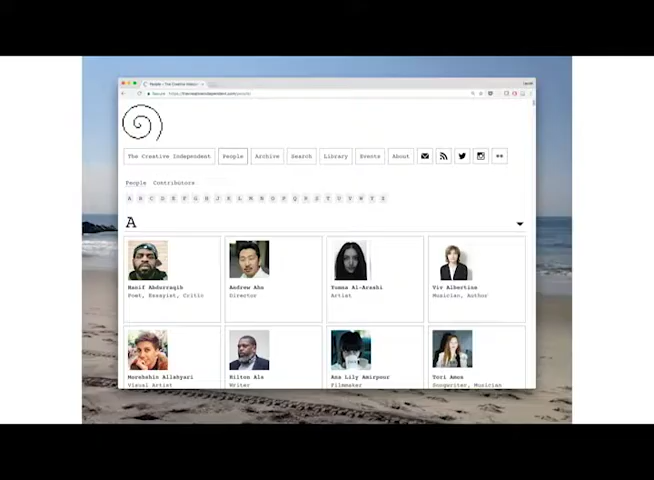 People
The Creative Independent People Archive Search Library Events About
People Contributors
A
Hanif Abdurraqib
Poet, Essayist, Critic
Andrew Ahn
Director
Yumna Al-Arashi
Artist
Viv Albertine
Musician, Author
Morehshin Allahyari
Visual Artist
Hilton Als
Writer
Ana Lily Amirpour
Filmmaker
Tori Amos
Songwriter, Musician